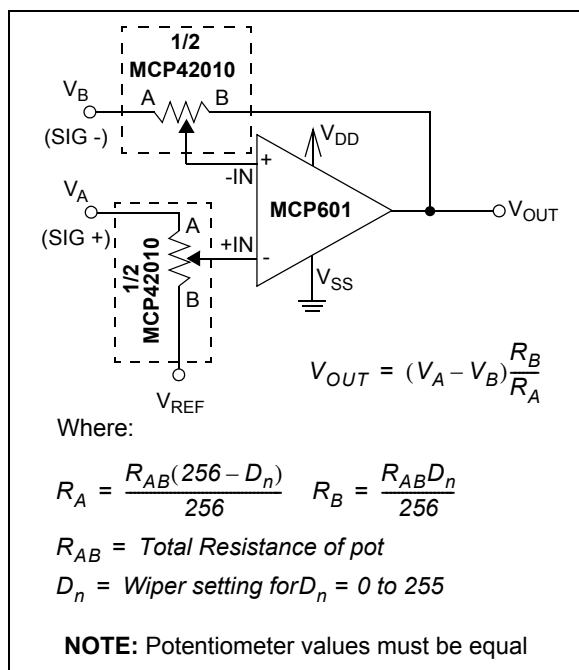 1/2
MCP42010
V_B
A
B
(SIG -)
V_DD
+
-IN
V_A
MCP601
V_OUT
(SIG +)
A
+IN
-
1/2
MCP42010
B
V_SS
V_REF
V_OUT = (V_A – V_B) R_B/R_A
Where:
R_A = R_AB(256 – D_n)/256 R_B = R_AB D_n/256
R_AB = Total Resistance of pot
D_n = Wiper setting forD_n = 0 to 255
NOTE: Potentiometer values must be equal